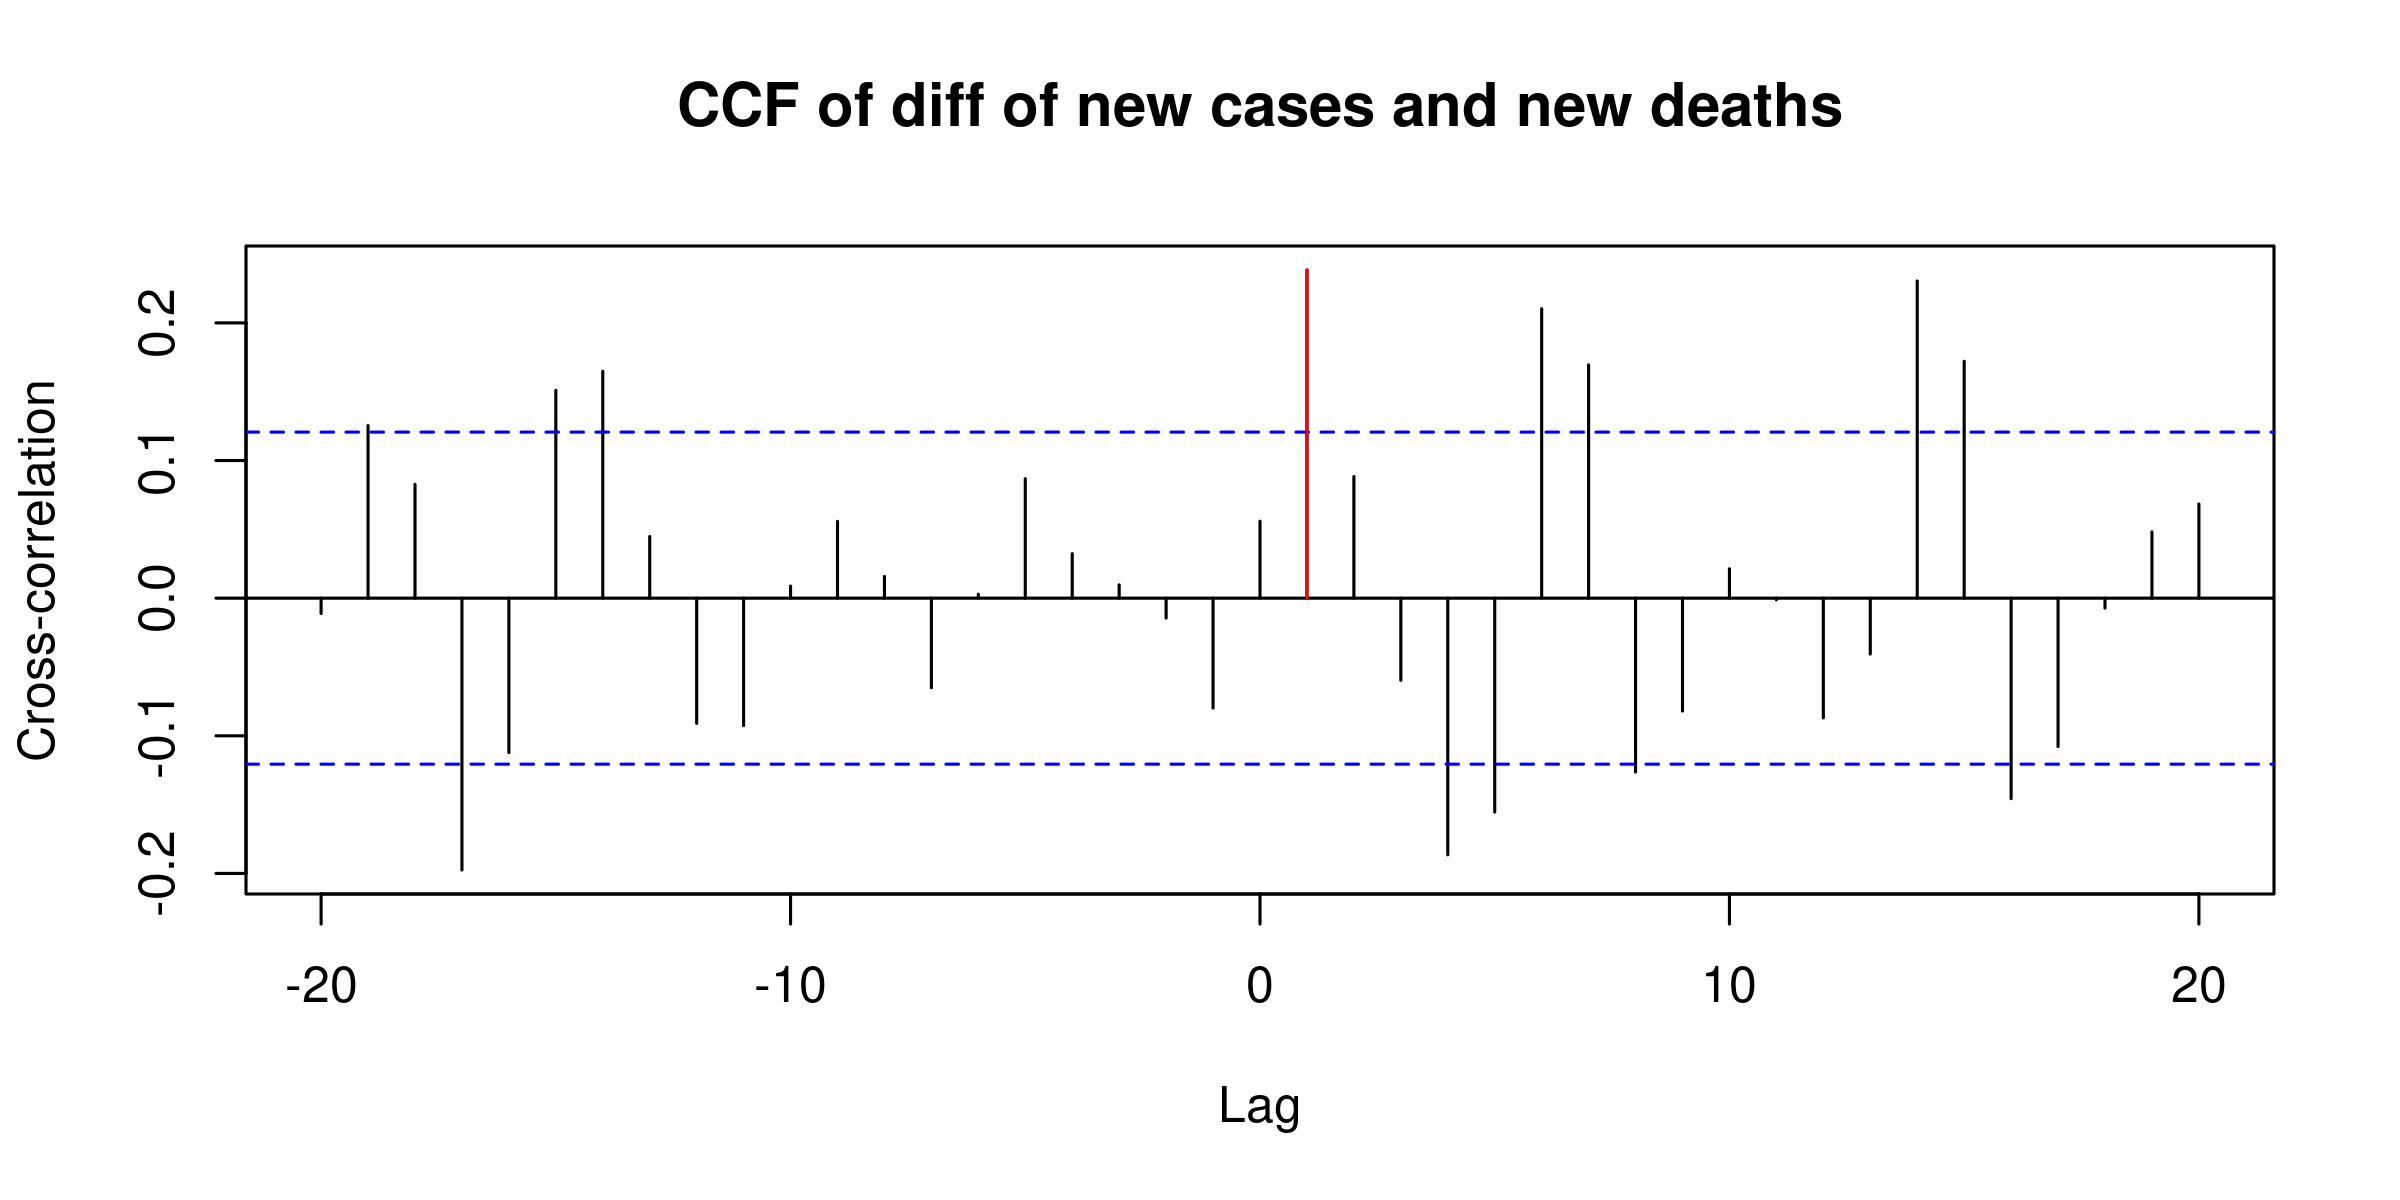 CCF of diff of new cases and new deaths
Cross-correlation
0.2
0.1
0.0
-0.1
-0.2
-20 -10 0 10 20
Lag